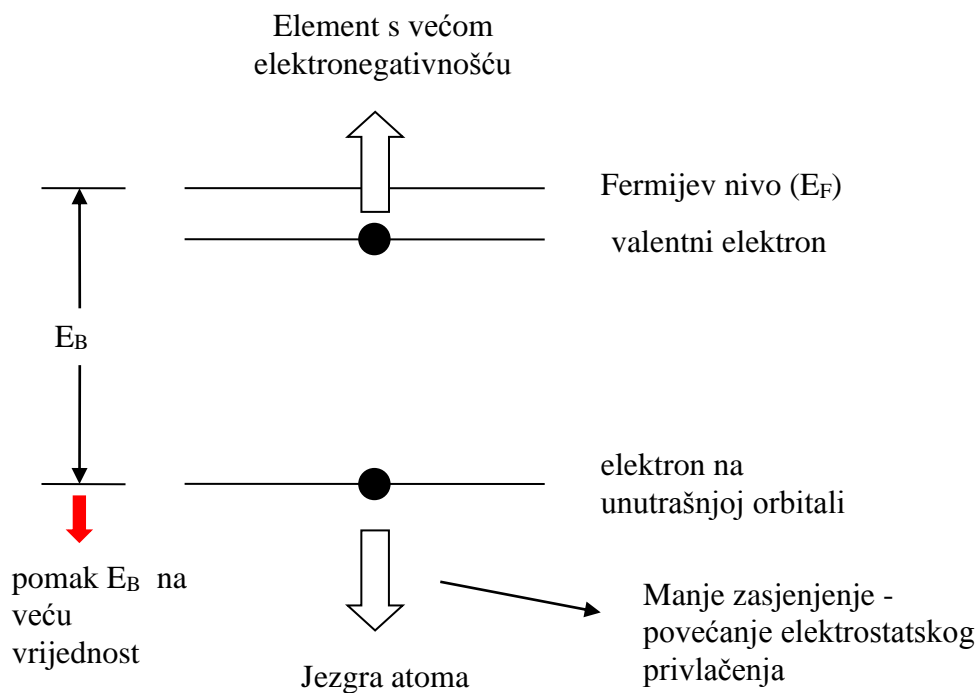 Element s većom
elektronegativnošću
Fermijev nivo (EF)
valentni elektron
EB
elektron na
unutrašnjoj orbitali
pomak EB na
veću
vrijednost
Manje zasjenjenje -
povećanje elektrostatskog
privlačenja
Jezgra atoma